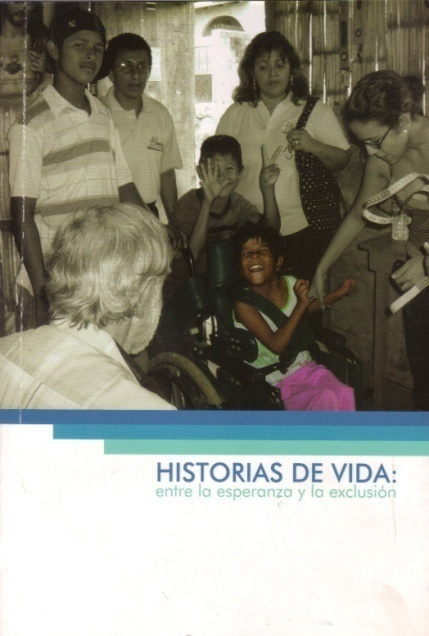 HISTORIAS DE VIDA:
entre la esperanza y la exclusión